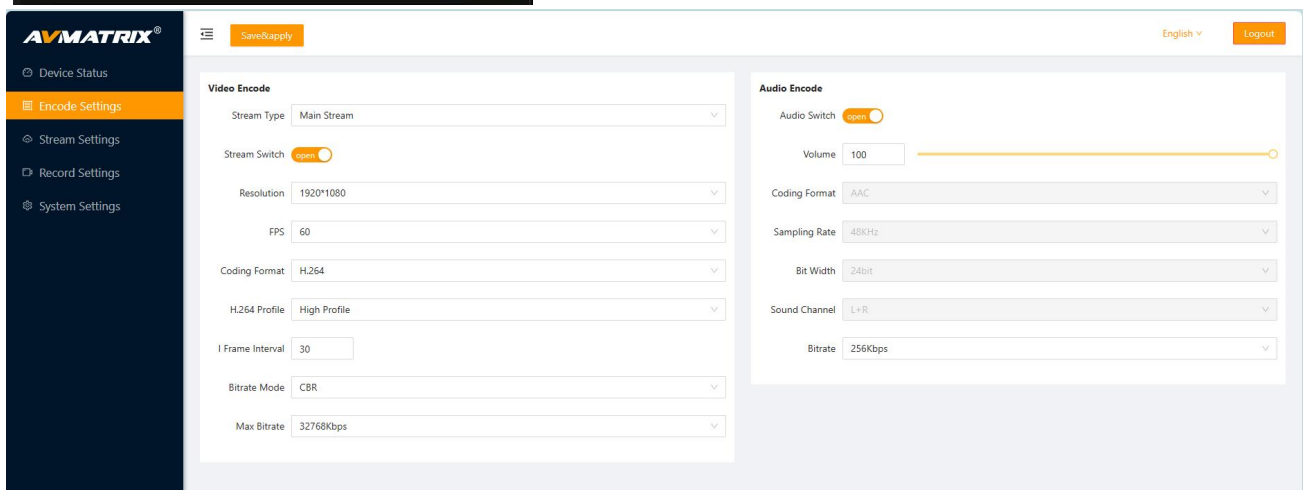 AVMATRIX®
Save&apply
English
Logout
Device Status
Encode Settings
Stream Settings
Record Settings
System Settings
Video Encode
Stream Type Main Stream
Stream Switch open
Resolution 1920*1080
FPS 60
Coding Format H.264
H.264 Profile High Profile
I Frame Interval 30
Bitrate Mode CBR
Max Bitrate 32768Kbps
Audio Encode
Audio Switch open
Volume 100
Coding Format AAC
Sampling Rate 48KHz
Bit Width 24bit
Sound Channel L+R
Bitrate 256Kbps